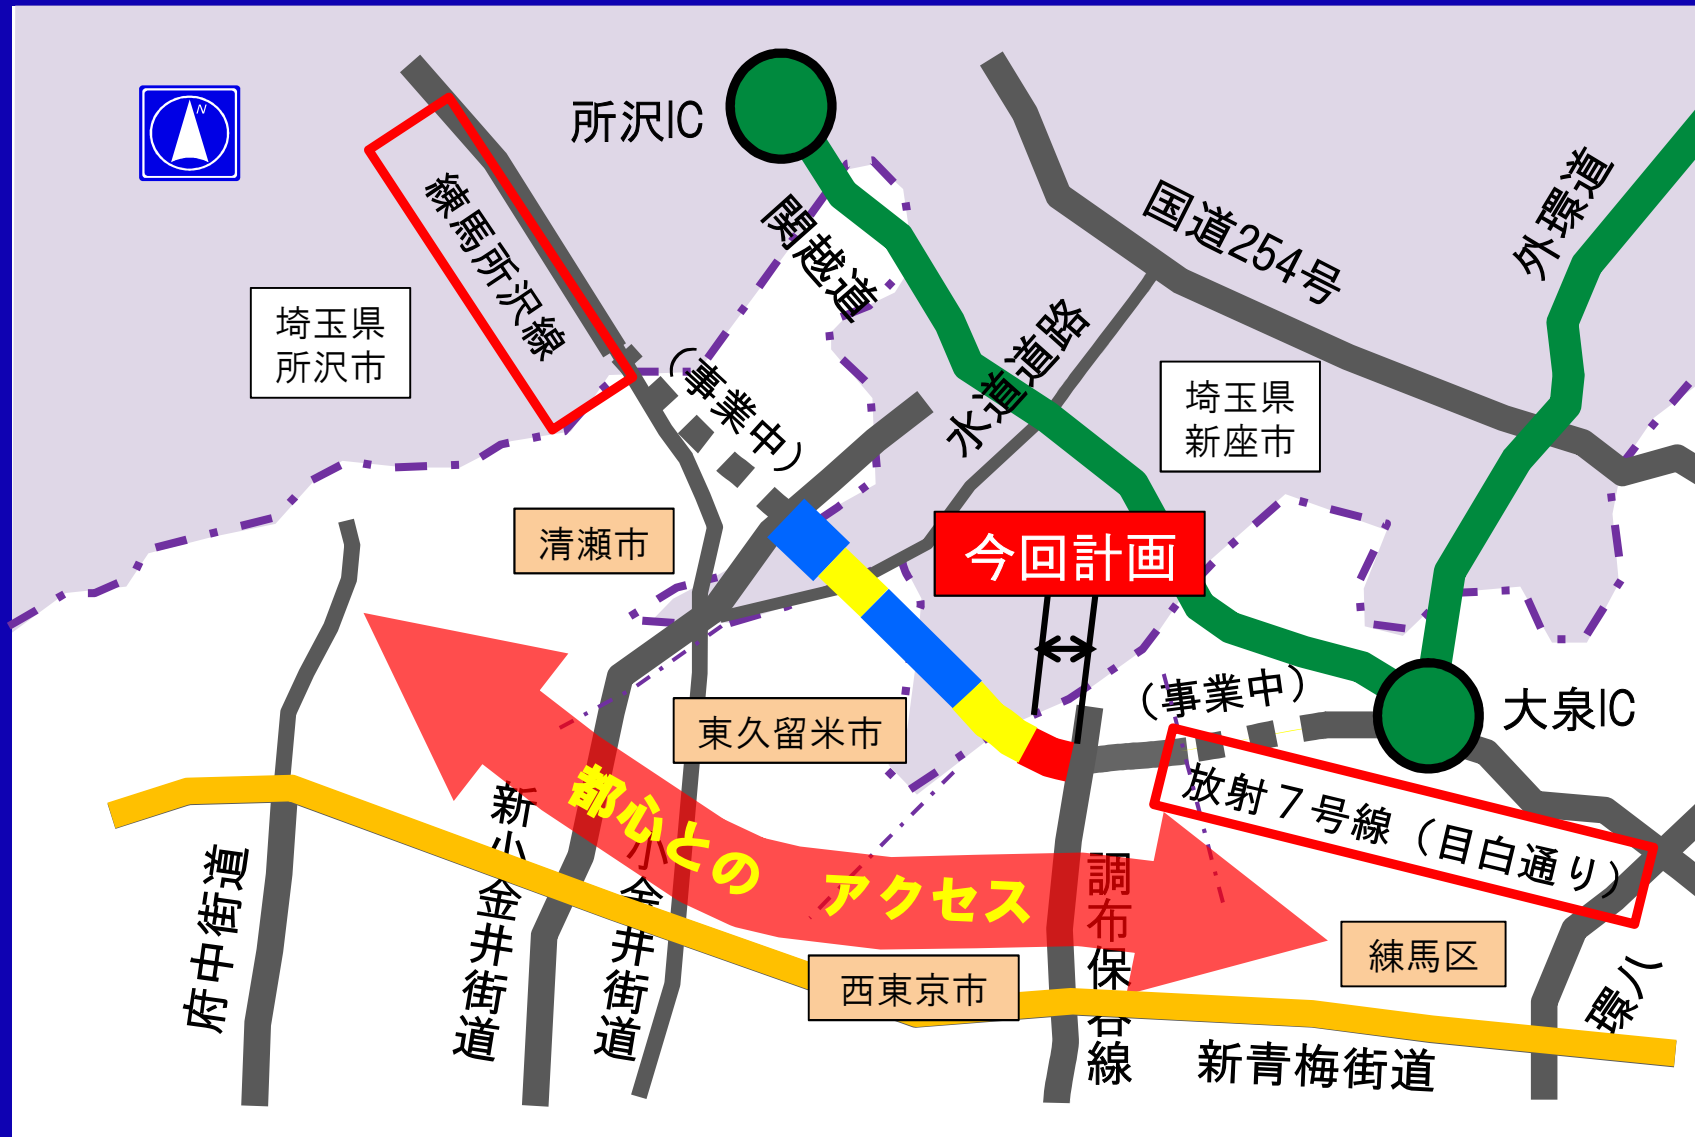 N
所沢IC
練馬所沢線
関越道
国道254号
外環道
埼玉県
所沢市
（事業中）
水道道路
埼玉県
新座市
清瀬市
今回計画
（事業中）
大泉IC
東久留米市
放射７号線（目白通り）
都心との　アクセス
新小金井街道
小金井街道
府中街道
調布保谷線
練馬区
西東京市
環八
新青梅街道